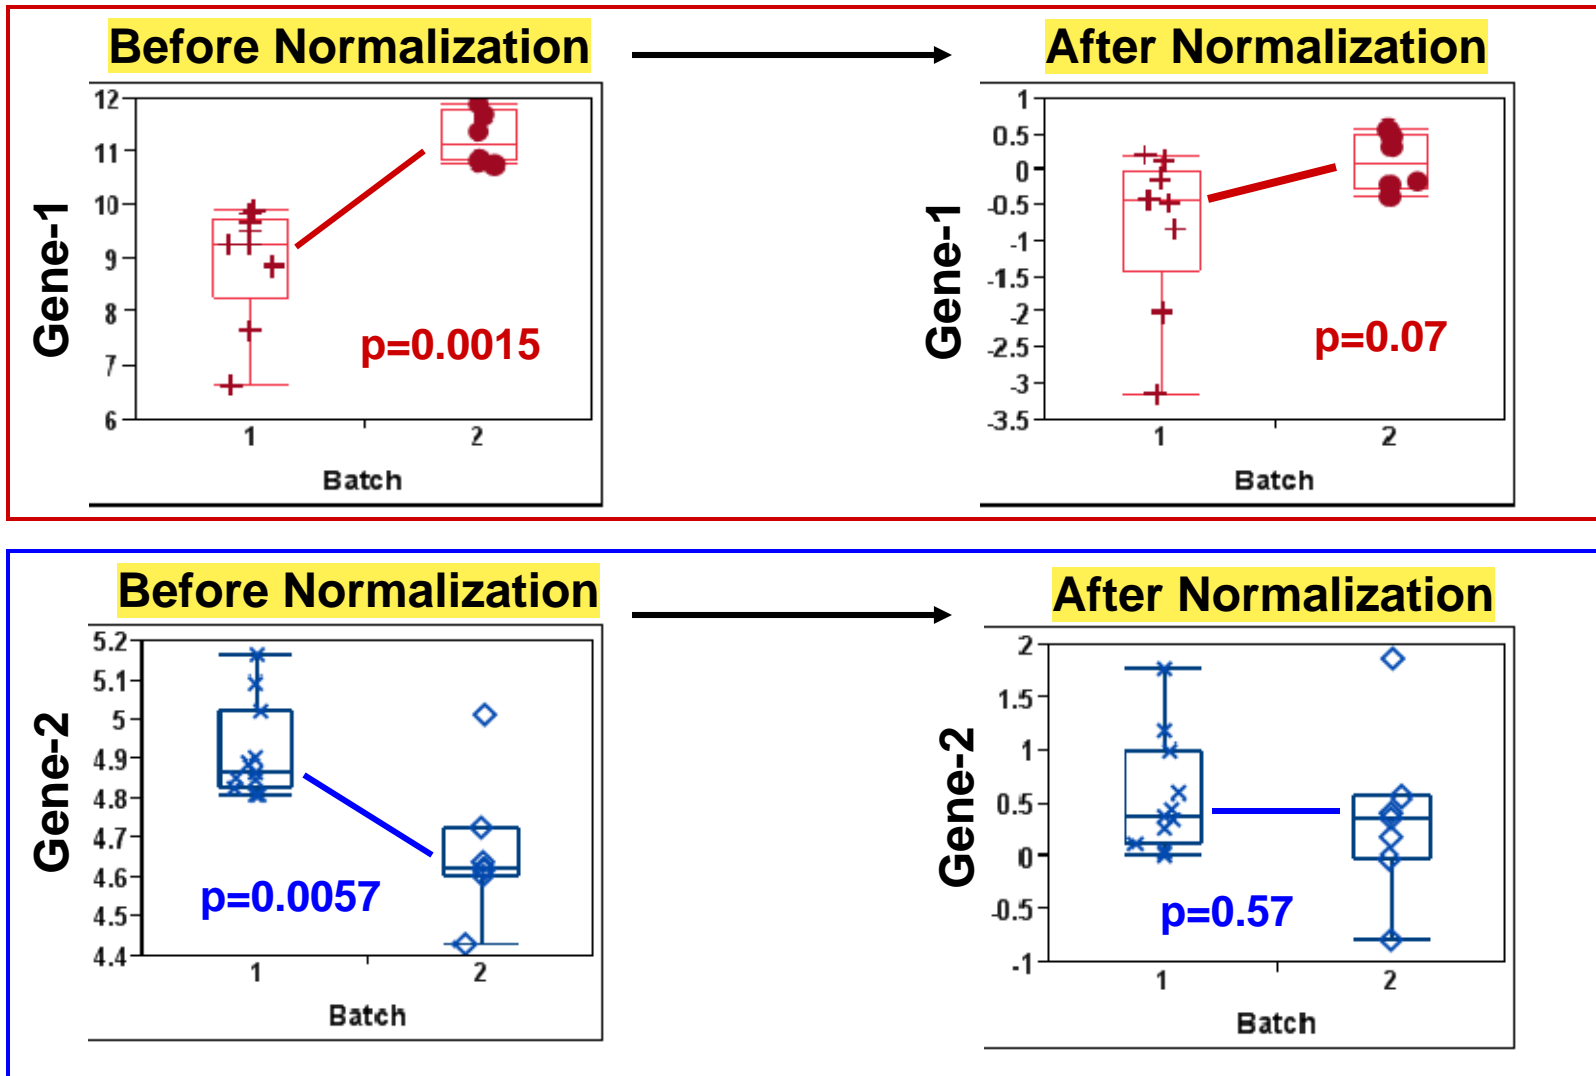 Before Normalization
After Normalization
Gene-1
12
11
10
9
8
7
6
p=0.0015
1
2
Batch
Gene-1
1
0.5
0
-0.5
-1
-1.5
-2
-2.5
-3
-3.5
p=0.07
1
2
Batch
Before Normalization
After Normalization
Gene-2
5.2
5.1
5
4.9
4.8
4.7
4.6
4.5
4.4
p=0.0057
1
2
Batch
Gene-2
2
1.5
1
0.5
0
-0.5
-1
p=0.57
1
2
Batch